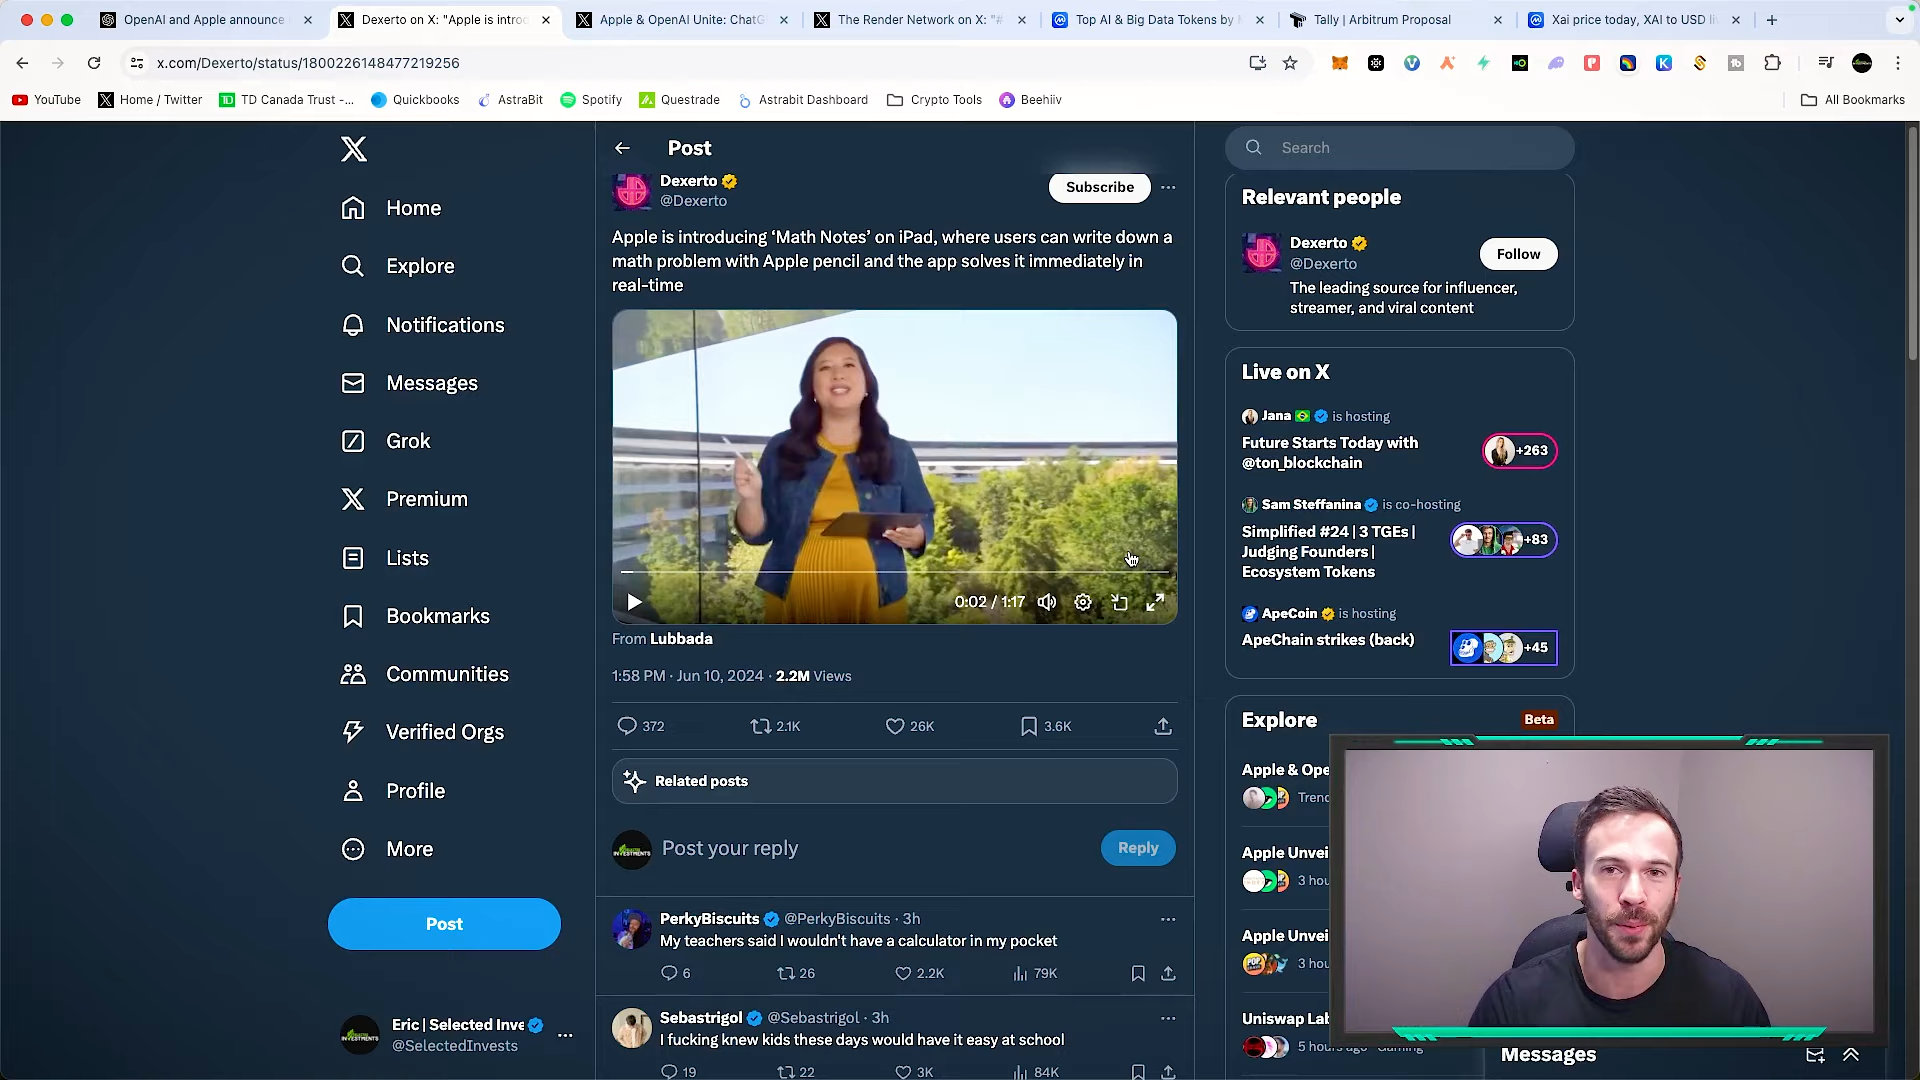 OpenAI and Apple announce
Dexerto on X: "Apple is introd
Apple & OpenAI Unite: ChatG
The Render Network on X: "#
Top AI & Big Data Tokens by
Tally | Arbitrum Proposal
Xai price today, XAI to USD li
x.com/Dexerto/status/1800226148477219256
YouTube
Home / Twitter
TD Canada Trust -...
Quickbooks
AstraBit
Spotify
Questrade
Astrabit Dashboard
Crypto Tools
Beehiiv
All Bookmarks
Home
Explore
Notifications
Messages
Grok
Premium
Lists
Bookmarks
Communities
Verified Orgs
Profile
More
Post
Eric | Selected Inve
@SelectedInvests
Post
Dexerto
@Dexerto
Subscribe
Apple is introducing ‘Math Notes’ on iPad, where users can write down a
math problem with Apple pencil and the app solves it immediately in
real-time
0:02 / 1:17
From Lubbada
1:58 PM · Jun 10, 2024 · 2.2M Views
372
2.1K
26K
3.6K
Related posts
Post your reply
Reply
PerkyBiscuits @PerkyBiscuits · 3h
My teachers said I wouldn't have a calculator in my pocket
6
26
2.2K
79K
Sebastrigol @Sebastrigol · 3h
I fucking knew kids these days would have it easy at school
19
22
3K
84K
Search
Relevant people
Dexerto
@Dexerto
Follow
The leading source for influencer,
streamer, and viral content
Live on X
Jana is hosting
Future Starts Today with
@ton_blockchain
+263
Sam Steffanina is co-hosting
Simplified #24 | 3 TGEs |
Judging Founders |
Ecosystem Tokens
+83
ApeCoin is hosting
ApeChain strikes (back)
+45
Explore
Beta
Apple & Ope
Trend
Apple Unvei
3 hou
Apple Unvei
3 hou
Uniswap Lab
5 hours ago · Gaming
Messages